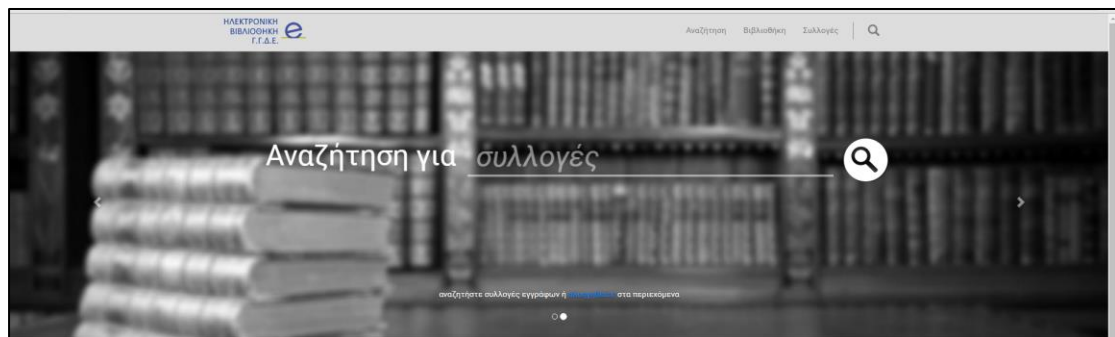 ΗΛΕΚΤΡΟΝΙΚΗ
ΒΙΒΛΙΟΘΗΚΗ
Γ.Γ.Δ.Ε.
Αναζήτηση Βιβλιοθήκη Συλλογές
Αναζήτηση για συλλογές
αναζητήστε συλλογές εγγράφων ή στα περιεχόμενα